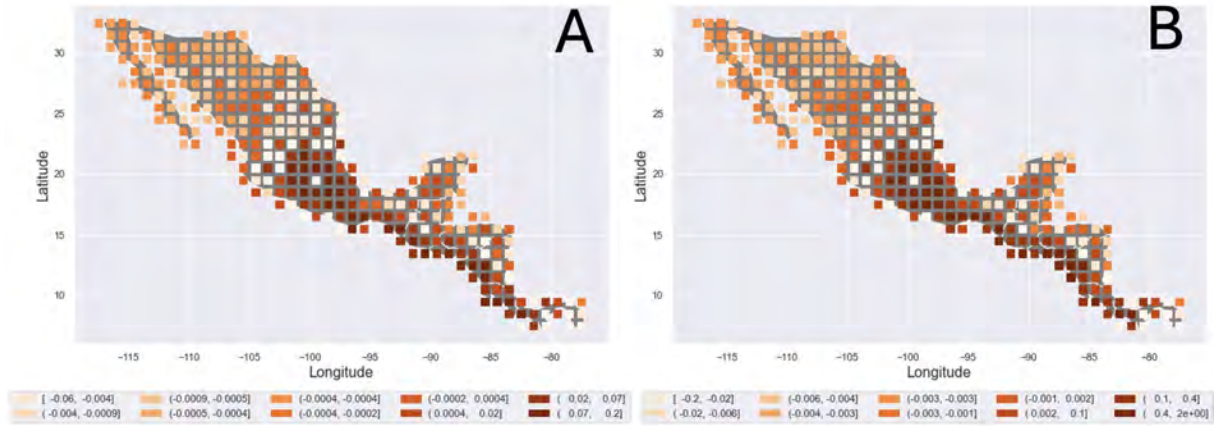 A
B
30
25
20
15
10
Latitude
−115
−110
−105
−100
−95
−90
−85
−80
Longitude
30
25
20
15
10
Latitude
−115
−110
−105
−100
−95
−90
−85
−80
Longitude
[ -0.06, -0.004] (-0.0009, -0.0005] (-0.0004, -0.0004] (-0.0002, 0.0004] ( 0.02, 0.07]
( -0.004, -0.0009] (-0.0005, -0.0004] (-0.0004, -0.0002] ( 0.0004, 0.02] ( 0.07, 0.2]
[ -0.2, -0.02] (-0.006, -0.004] (-0.003, -0.003] (-0.001, 0.002] ( 0.1, 0.4]
( -0.02, -0.006] (-0.004, -0.003] (-0.003, -0.001] ( 0.002, 0.1] ( 0.4, 2e+00]